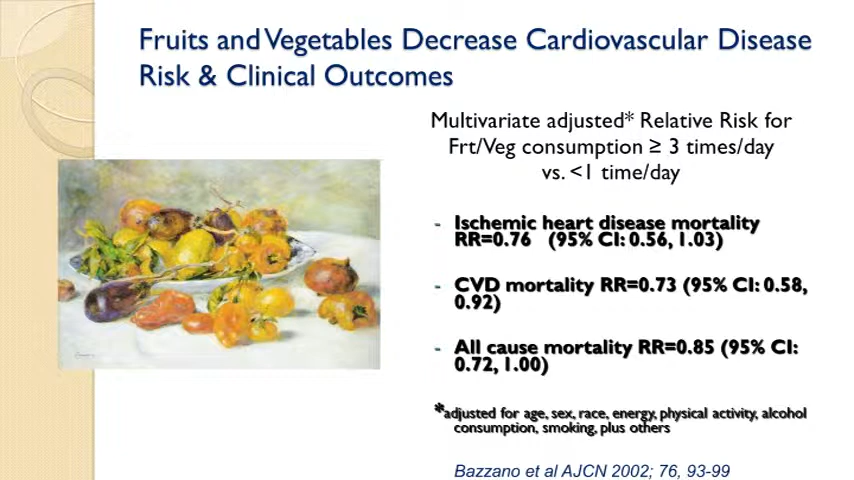 Fruits and Vegetables Decrease Cardiovascular Disease
Risk & Clinical Outcomes
Multivariate adjusted* Relative Risk for
Frt/Veg consumption ≥ 3 times/day
vs. <1 time/day
- Ischemic heart disease mortality
RR=0.76 (95% CI: 0.56, 1.03)
- CVD mortality RR=0.73 (95% CI: 0.58,
0.92)
- All cause mortality RR=0.85 (95% CI:
0.72, 1.00)
*adjusted for age, sex, race, energy, physical activity, alcohol
consumption, smoking, plus others
Bazzano et al AJCN 2002; 76, 93-99